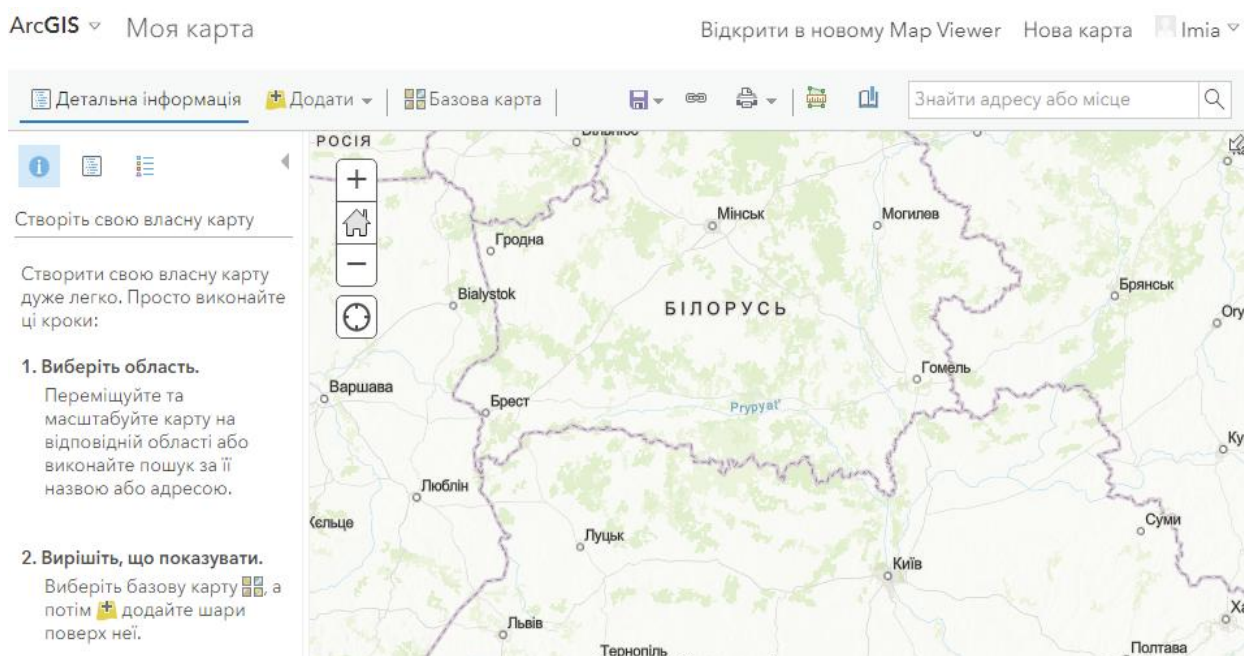 ArcGIS Моя карта Відкрити в новому Map Viewer Нова карта Imia
Детальна інформація Додати Базова карта Знайти адресу або місце
Створіть свою власну карту
Створити свою власну карту
дуже легко. Просто виконайте
ці кроки:
1. Виберіть область.
Переміщуйте та
масштабуйте карту на
відповідній області або
виконайте пошук за її
назвою або адресою.
2. Вирішіть, що показувати.
Виберіть базову карту , а
потім додайте шари
поверх неї.
РОСІЯ
Мінськ
Могилев
Гродна
Брянськ
Bialystok
БІЛОРУСЬ
Ory
Гомель
Варшава
Брест
Prypyat'
Ку
Люблін
Кєльце
Луцьк
Суми
Київ
Львів
Ха
Тернопіль
Полтава